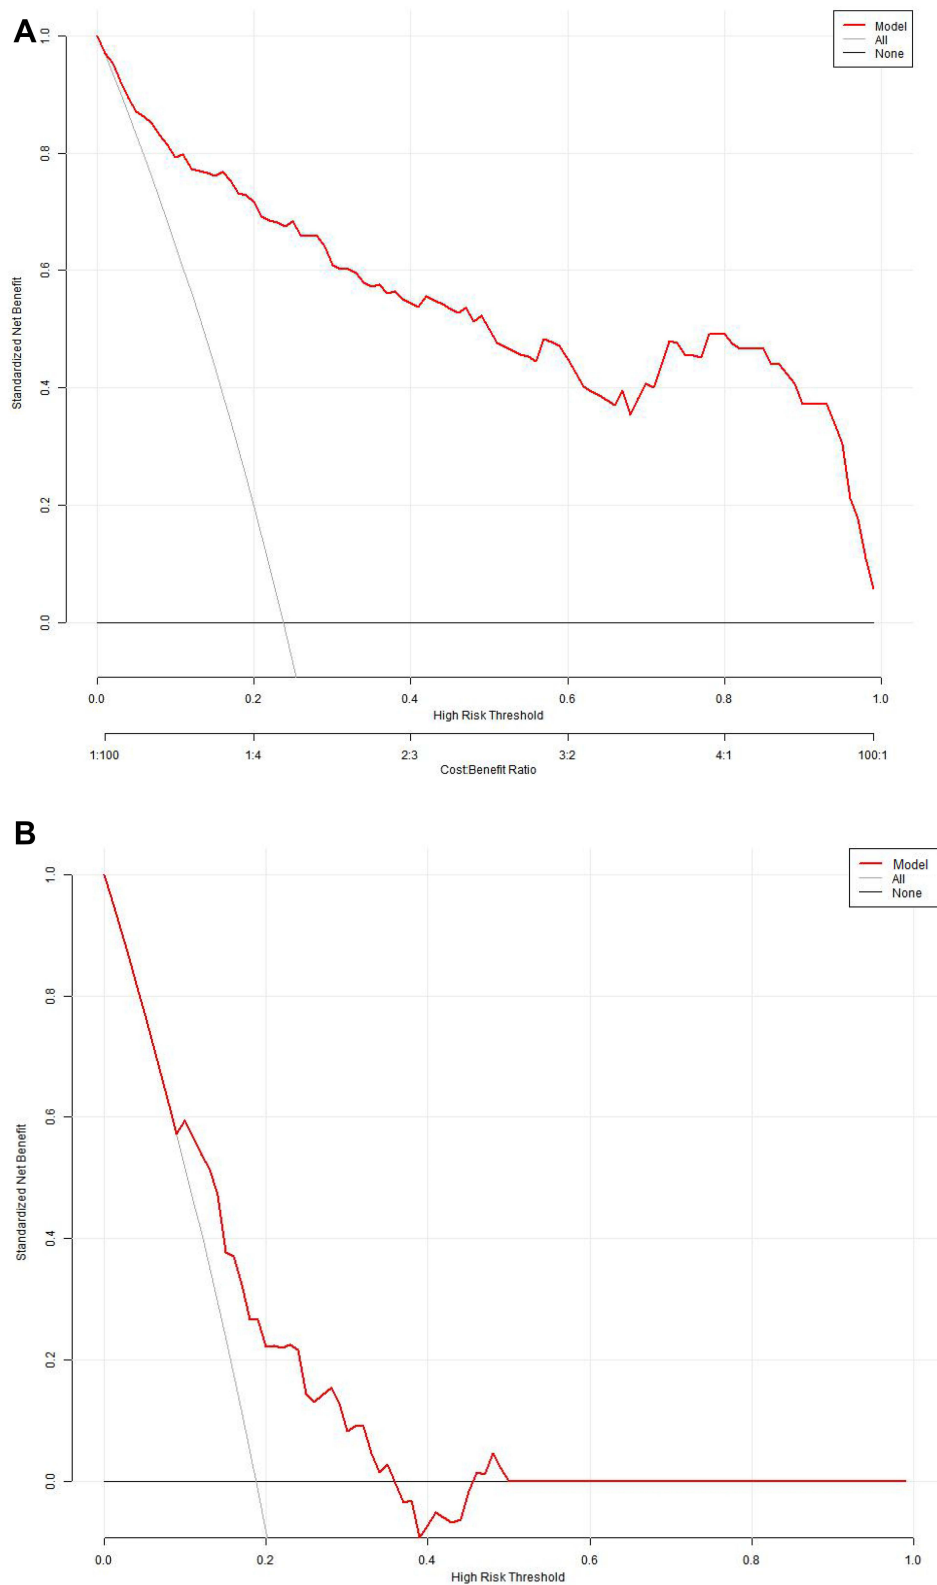 A
Model
All
None
1.0
0.8
0.6
0.4
0.2
0.0
Standardized Net Benefit
0.0 0.2 0.4 0.6 0.8 1.0
High Risk Threshold
1:100 1:4 2:3 3:2 4:1 100:1
Cost:Benefit Ratio
B
Model
All
None
1.0
0.8
0.6
0.4
0.2
0.0
Standardized Net Benefit
0.0 0.2 0.4 0.6 0.8 1.0
High Risk Threshold